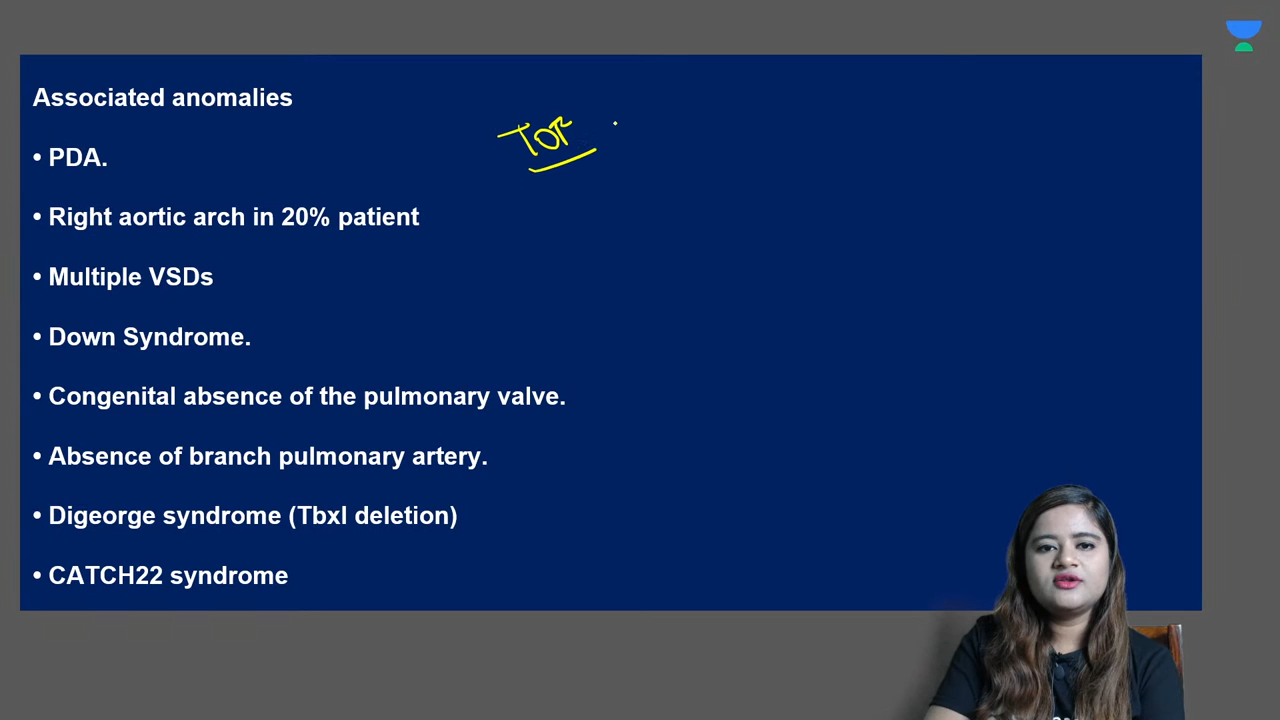 Associated anomalies
TOF
• PDA.
• Right aortic arch in 20% patient
• Multiple VSDs
• Down Syndrome.
• Congenital absence of the pulmonary valve.
• Absence of branch pulmonary artery.
• Digeorge syndrome (Tbxl deletion)
• CATCH22 syndrome